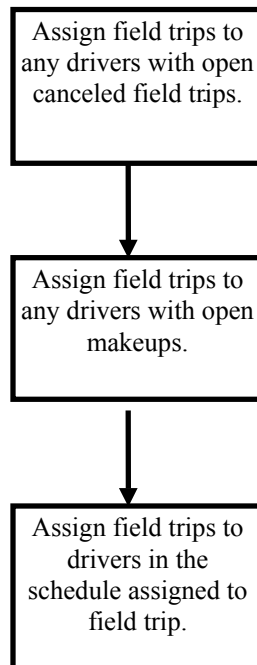 Assign field trips to
any drivers with open
canceled field trips.
Assign field trips to
any drivers with open
makeups.
Assign field trips to
drivers in the
schedule assigned to
field trip.